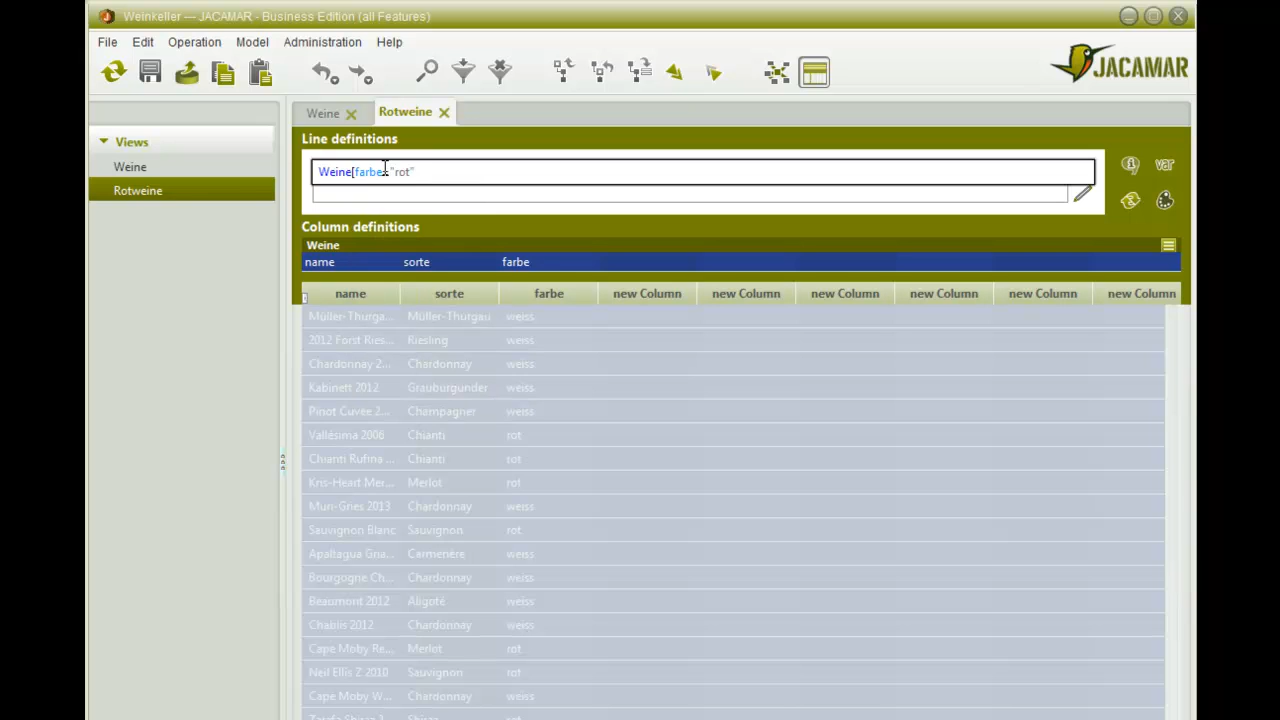 Weinkeller — JACAMAR - Business Edition (all Features)
File Edit Operation Model Administration Help
JACAMAR
Weine Rotweine
Line definitions
Views
Weine
Rotweine
Weine[farbe="rot"
var
Column definitions
Weine
name sorte farbe
name sorte farbe new Column new Column new Column new Column new Column new Column
Müller-Thurga... Müller-Thurgau weiss
2012 Forst Ries... Riesling weiss
Chardonnay 2... Chardonnay weiss
Kabinett 2012 Grauburgunder weiss
Pinot Cuvée 2... Champagner weiss
Vallésima 2006 Chianti rot
Chianti Rufina ... Chianti rot
Kris-Heart Mer... Merlot rot
Muri-Gries 2013 Chardonnay weiss
Sauvignon Blanc Sauvignon rot
Apaltagua Gria... Carmenère weiss
Bourgogne Ch... Chardonnay weiss
Beaumont 2012 Aligoté weiss
Chablis 2012 Chardonnay weiss
Cape Moby Re... Merlot rot
Neil Ellis Z 2010 Sauvignon rot
Cape Moby W... Chardonnay weiss